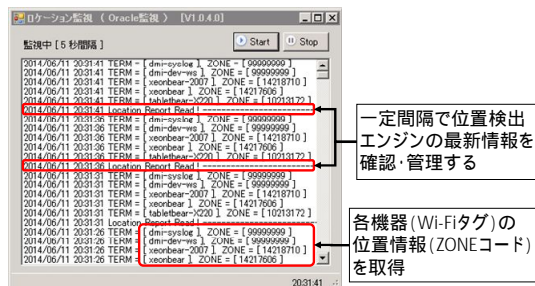 ロケーション監視 ( Oracle監視 ) [V1.0.4.0]
監視中 [ 5 秒間隔 ]
Start
Stop
2014/06/11 20:31:41 TERM = [ dmi-syslog ], ZONE = [ 99999999 ]
2014/06/11 20:31:41 TERM = [ dmi-dev-ws ], ZONE = [ 99999999 ]
2014/06/11 20:31:41 TERM = [ xeonbear-2007 ], ZONE = [ 14218710 ]
2014/06/11 20:31:41 TERM = [ xeonbear ], ZONE = [ 14217606 ]
2014/06/11 20:31:41 TERM = [ tabletbear-X220 ], ZONE = [ 10213172 ]
2014/06/11 20:31:41 Location Report Read ! ------------------------------
2014/06/11 20:31:36 TERM = [ dmi-syslog ], ZONE = [ 99999999 ]
2014/06/11 20:31:36 TERM = [ dmi-dev-ws ], ZONE = [ 99999999 ]
2014/06/11 20:31:36 TERM = [ xeonbear-2007 ], ZONE = [ 14218710 ]
2014/06/11 20:31:36 TERM = [ xeonbear ], ZONE = [ 14217606 ]
2014/06/11 20:31:36 TERM = [ tabletbear-X220 ], ZONE = [ 10213172 ]
2014/06/11 20:31:36 Location Report Read ! ------------------------------
2014/06/11 20:31:31 TERM = [ dmi-syslog ], ZONE = [ 99999999 ]
2014/06/11 20:31:31 TERM = [ dmi-dev-ws ], ZONE = [ 99999999 ]
2014/06/11 20:31:31 TERM = [ xeonbear-2007 ], ZONE = [ 14218710 ]
2014/06/11 20:31:31 TERM = [ xeonbear ], ZONE = [ 14217606 ]
2014/06/11 20:31:31 TERM = [ tabletbear-X220 ], ZONE = [ 10213172 ]
2014/06/11 20:31:31 Location Report Read ! ------------------------------
2014/06/11 20:31:26 TERM = [ dmi-syslog ], ZONE = [ 99999999 ]
2014/06/11 20:31:26 TERM = [ dmi-dev-ws ], ZONE = [ 99999999 ]
2014/06/11 20:31:26 TERM = [ xeonbear-2007 ], ZONE = [ 14218710 ]
2014/06/11 20:31:26 TERM = [ xeonbear ], ZONE = [ 14217606 ]
20:31:41
一定間隔で位置検出
エンジンの最新情報を
確認・管理する
各機器(Wi-Fiタグ)の
位置情報(ZONEコード)
を取得